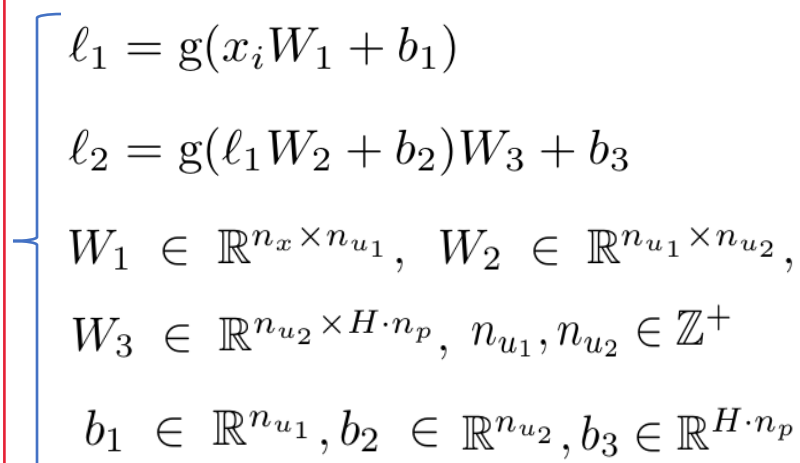 ℓ₁ = g(xᵢW₁ + b₁)
ℓ₂ = g(ℓ₁W₂ + b₂)W₃ + b₃
W₁ ∈ ℝ^{n_x × n_{u₁}}, W₂ ∈ ℝ^{n_{u₁} × n_{u₂}},
W₃ ∈ ℝ^{n_{u₂} × H·n_p}, n_{u₁}, n_{u₂} ∈ ℤ⁺
b₁ ∈ ℝ^{n_{u₁}}, b₂ ∈ ℝ^{n_{u₂}}, b₃ ∈ ℝ^{H·n_p}